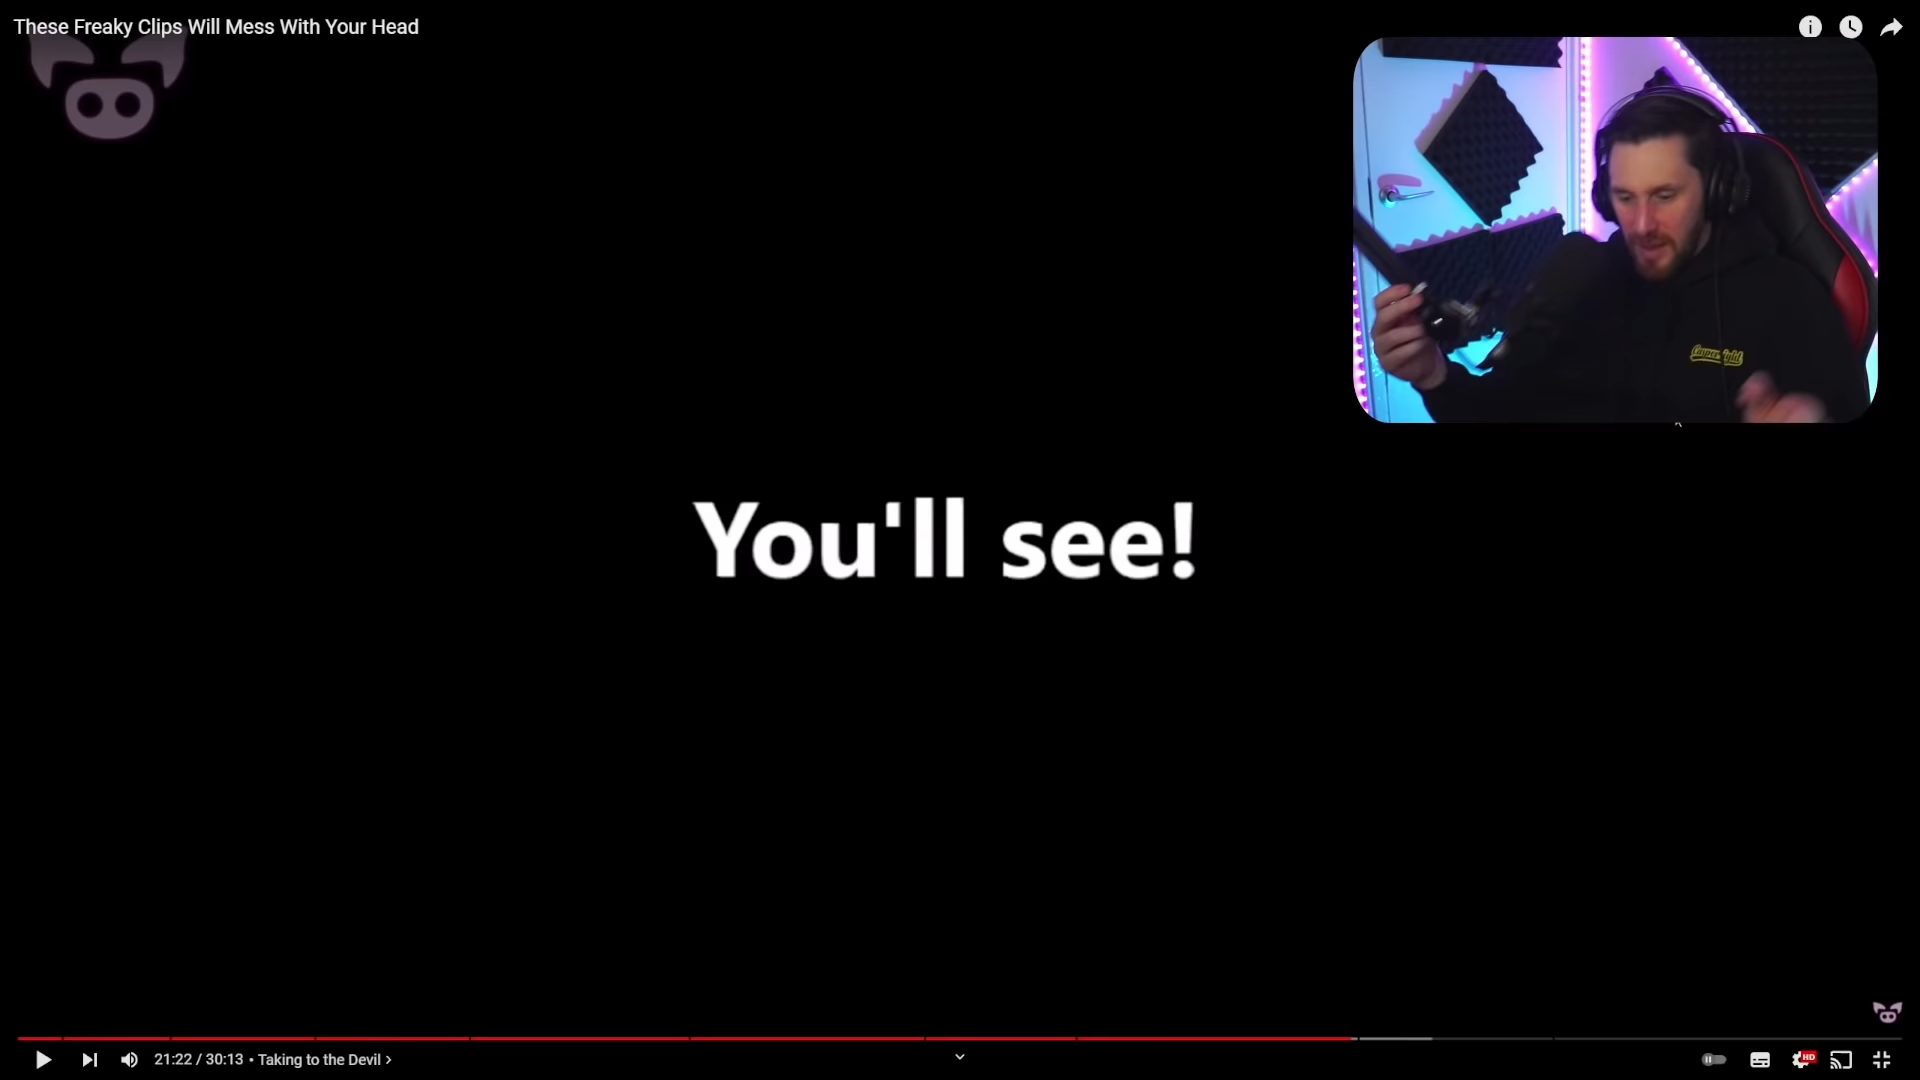 These Freaky Clips Will Mess With Your Head
You'll see!
21:22 / 30:13 • Taking to the Devil
HD